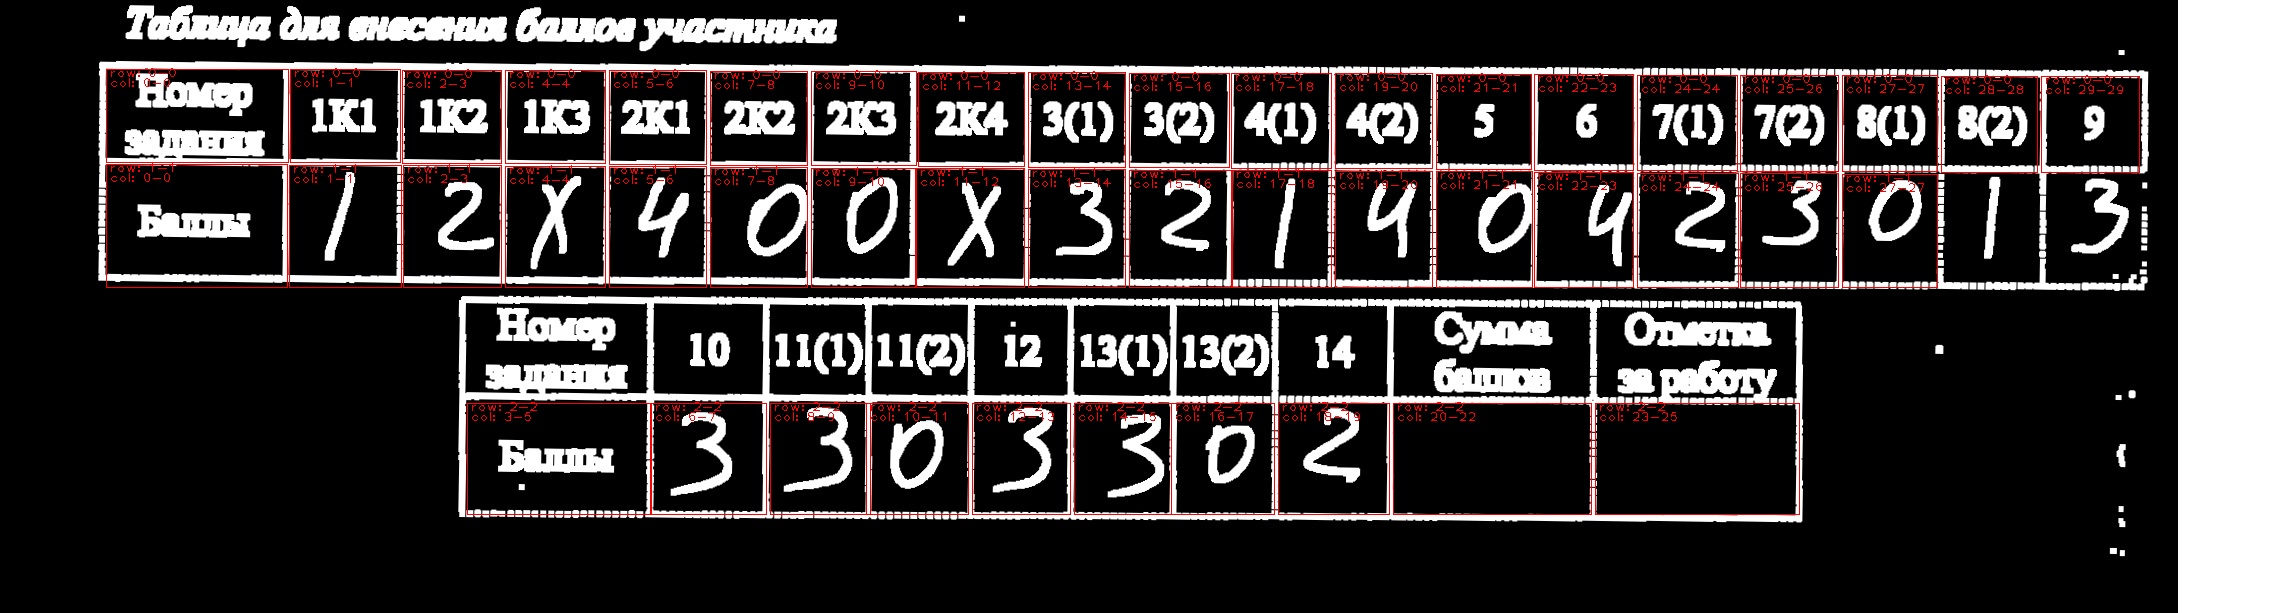 Таблица для внесения баллов участника
Номер задания 1К1 1К2 1К3 2К1 2К2 2К3 2К4 3(1) 3(2) 4(1) 4(2) 5 6 7(1) 7(2) 8(1) 8(2) 9
Баллы 1 2 X 4 0 0 X 3 2 1 4 0 4 2 3 0 1 3
Номер задания 10 11(1) 11(2) 12 13(1) 13(2) 14 Сумма баллов Отметка за работу
Баллы 3 3 0 3 3 0 2